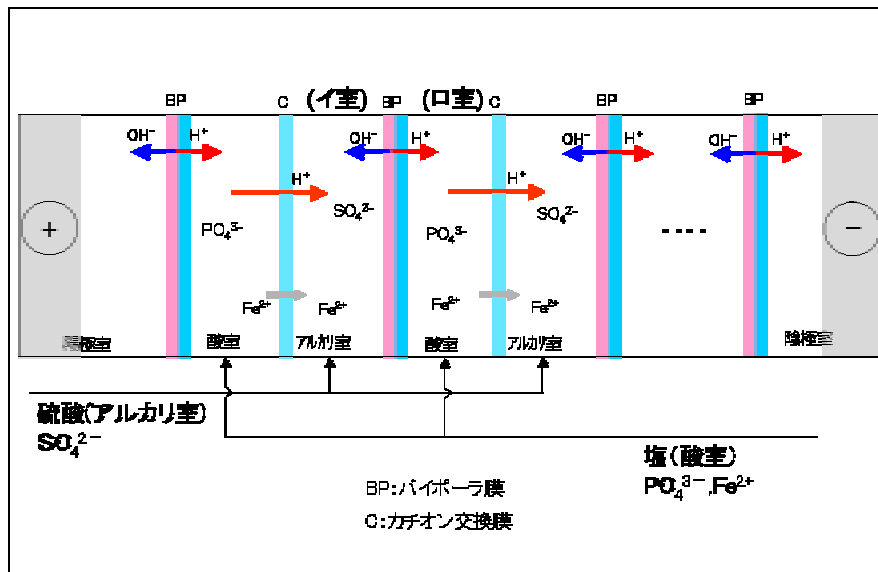 BP C (イ室) BP (ロ室) C BP BP
OH⁻ H⁺ OH⁻ H⁺ OH⁻ H⁺ OH⁻ H⁺
H⁺ H⁺
SO₄²⁻ SO₄²⁻
+ PO₄³⁻ PO₄³⁻ −
Fe²⁺ Fe²⁺ Fe²⁺ Fe²⁺
陽極室 酸室 アルカリ室 酸室 アルカリ室 陰極室
硫酸(アルカリ室)
SO₄²⁻
塩(酸室)
PO₄³⁻,Fe²⁺
BP:バイポーラ膜
C:カチオン交換膜